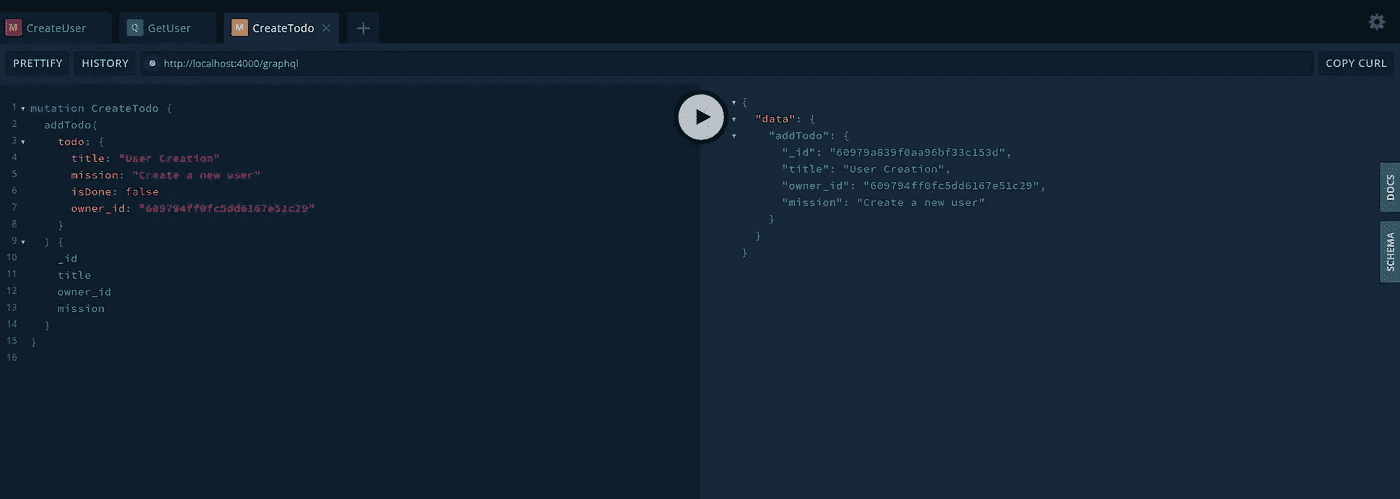 M CreateUser Q GetUser M CreateTodo
PRETTIFY HISTORY http://localhost:4000/graphql COPY CURL
1 mutation CreateTodo {
2 addTodo(
3 todo: {
4 title: "User Creation"
5 mission: "Create a new user"
6 isDone: false
7 owner_id: "609794ff0fc5dd6167e51c29"
8 }
9 ) {
10 _id
11 title
12 owner_id
13 mission
14 }
15 }
16
{
"data": {
"addTodo": {
"_id": "60979a839f0aa96bf33c153d",
"title": "User Creation",
"owner_id": "609794ff0fc5dd6167e51c29",
"mission": "Create a new user"
}
}
}
DOCS
SCHEMA